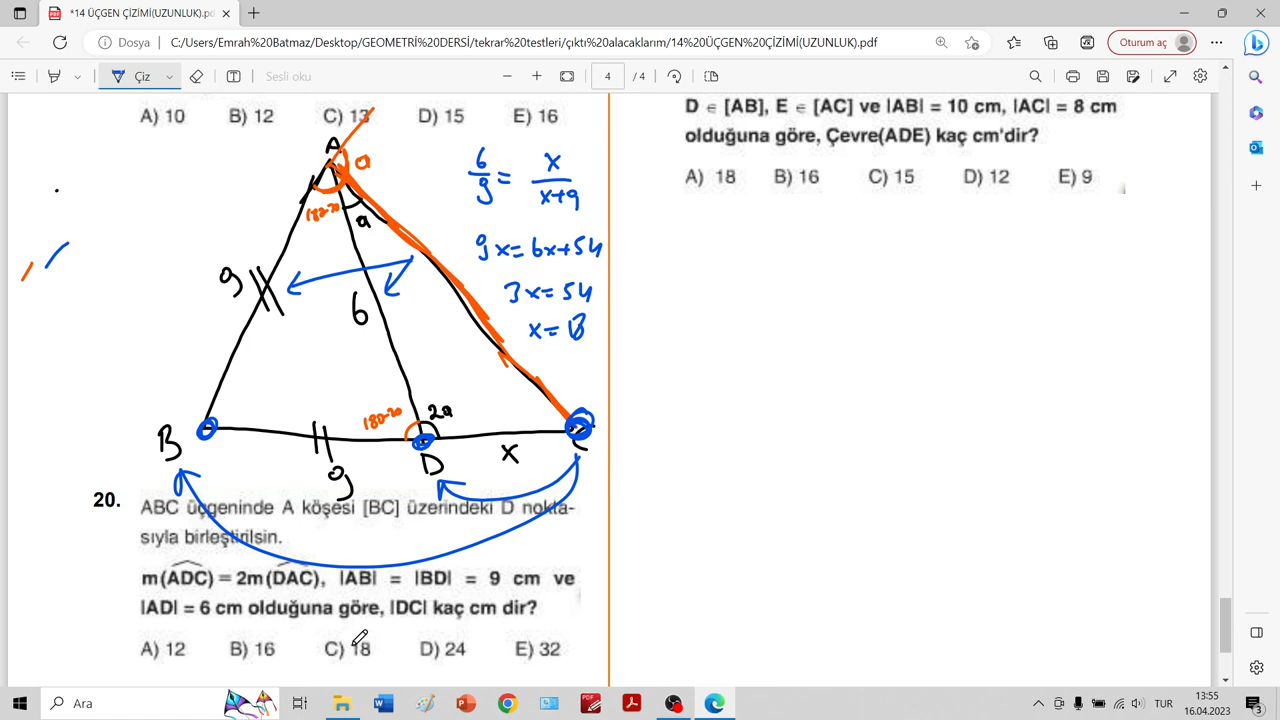 *14 ÜÇGEN ÇİZİMİ(UZUNLUK).pd
Dosya
C:/Users/Emrah%20Batmaz/Desktop/GEOMETRİ%20DERSİ/tekrar%20testleri/çıktı%20alacaklarım/14%20ÜÇGEN%20ÇİZİMİ(UZUNLUK).pdf
Oturum aç
Çiz
Sesli oku
4 / 4
A) 10 B) 12 C) 13 D) 15 E) 16
A
a
180-2a
a
9
6
180-2a
2a
B
9
D
x
C
6/9 = x/x+9
9x=6x+54
3x=54
x=18
20. ABC üçgeninde A köşesi [BC] üzerindeki D nokta-
sıyla birleştirilsin.
m(ADC) = 2m(DAC), |AB| = |BD| = 9 cm ve
|AD| = 6 cm olduğuna göre, |DC| kaç cm dir?
A) 12 B) 16 C) 18 D) 24 E) 32
D ∈ [AB], E ∈ [AC] ve |AB| = 10 cm, |AC| = 8 cm
olduğuna göre, Çevre(ADE) kaç cm'dir?
A) 18 B) 16 C) 15 D) 12 E) 9
Ara
TUR
13:55
16.04.2023
3